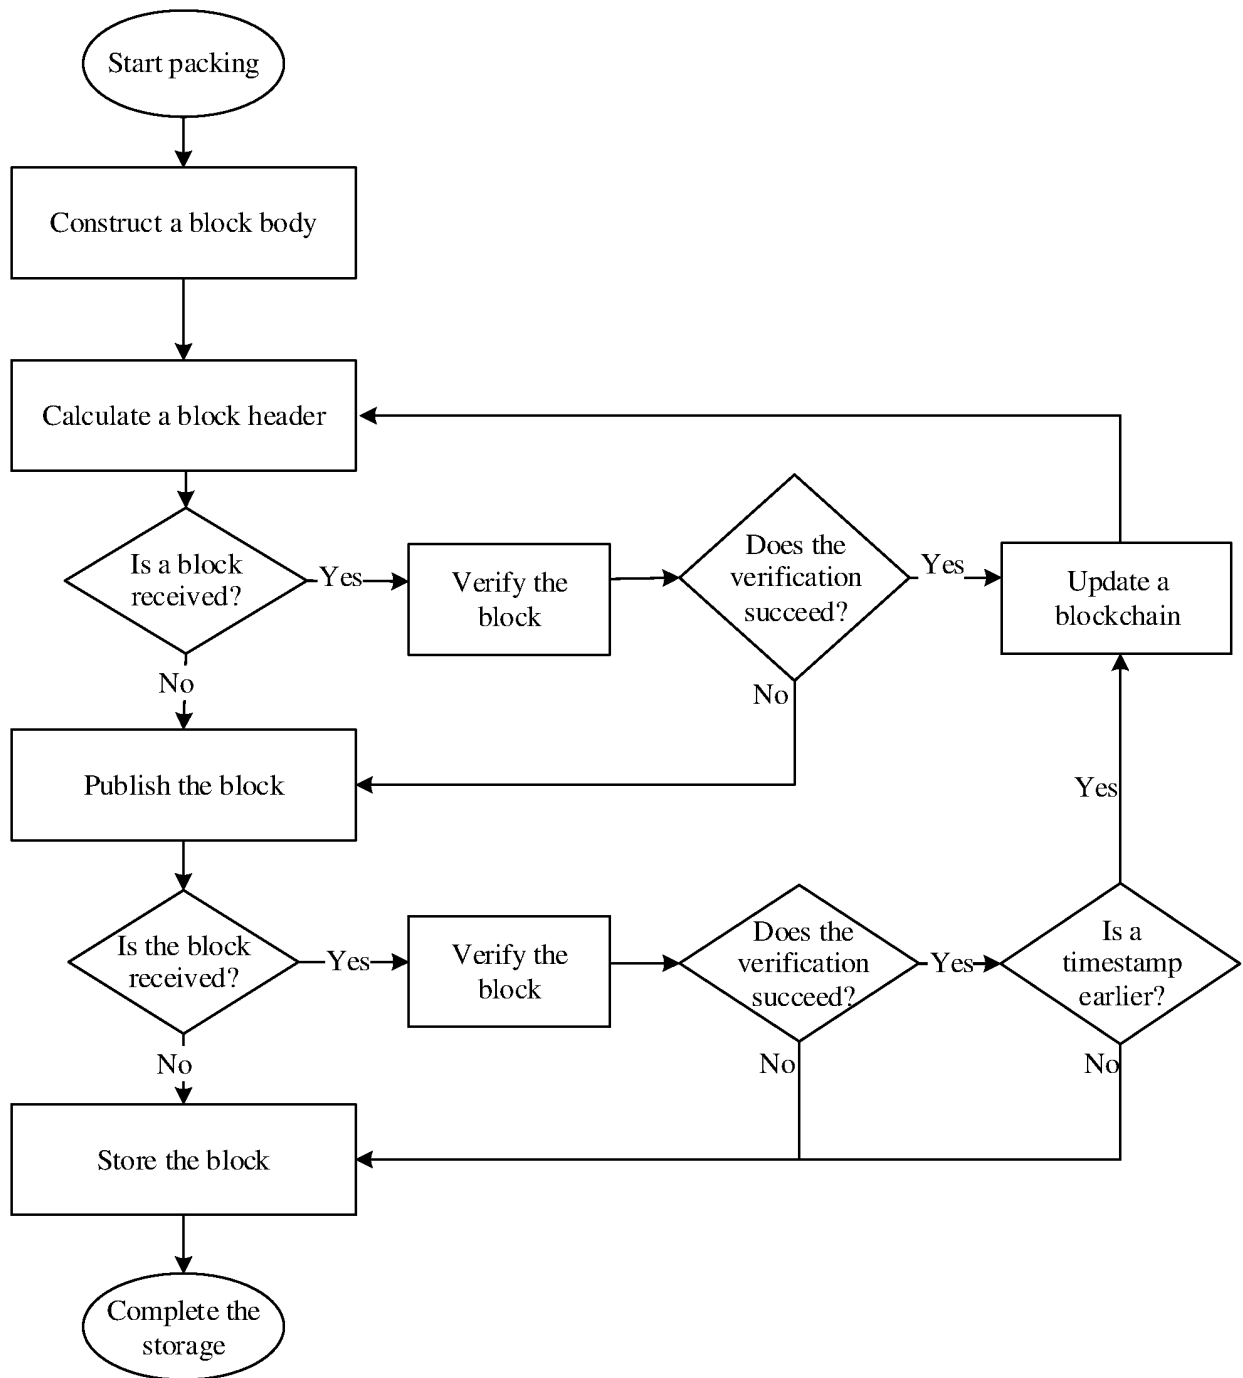 Start packing
Construct a block body
Calculate a block header
Is a block
received?
Yes
Verify the
block
Does the
verification
succeed?
Yes
Update a
blockchain
No
No
Publish the block
Yes
Is the block
received?
Yes
Verify the
block
Does the
verification
succeed?
Yes
Is a
timestamp
earlier?
No
No
No
Store the block
Complete the
storage